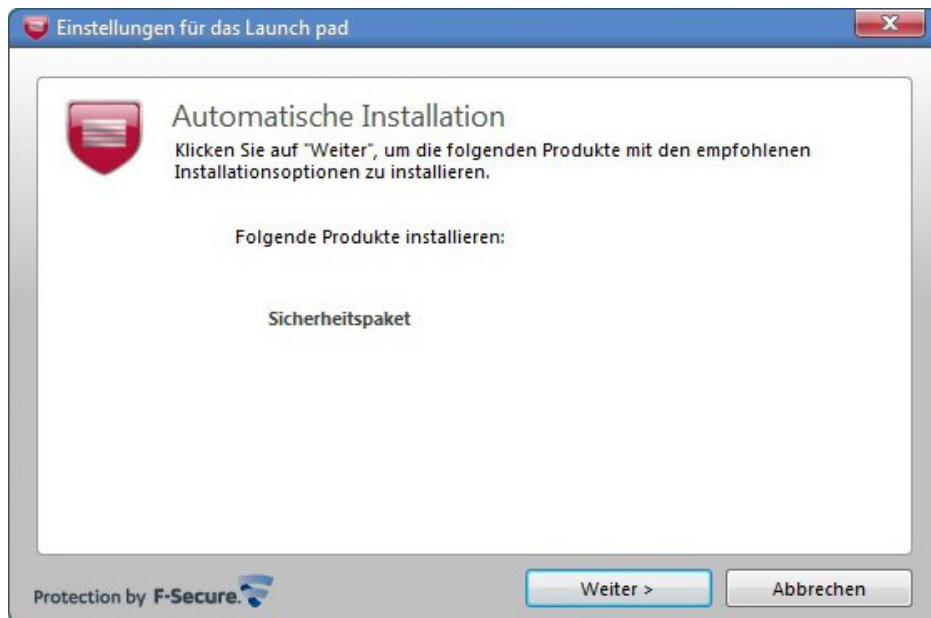 Einstellungen für das Launch pad
Automatische Installation
Klicken Sie auf "Weiter", um die folgenden Produkte mit den empfohlenen
Installationsoptionen zu installieren.
Folgende Produkte installieren:
Sicherheitspaket
Protection by F-Secure.
Weiter >
Abbrechen